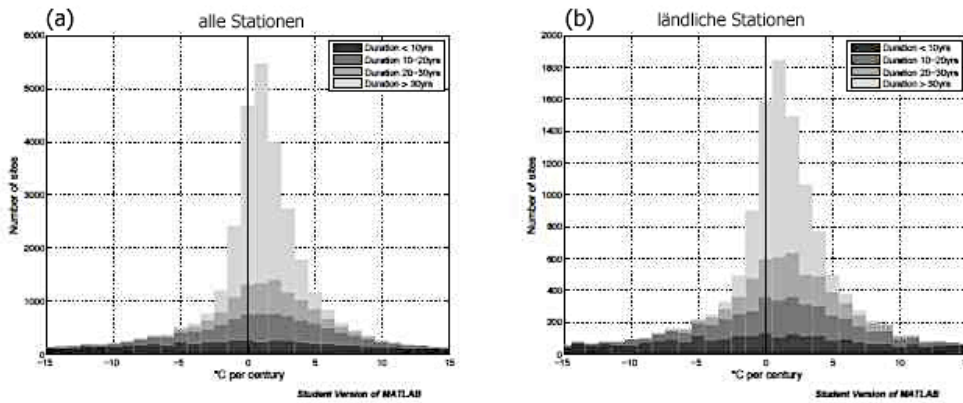 (a) alle Stationen
6000
5000
4000
3000
2000
1000
0
Number of sites
Duration < 10yrs
Duration 10-20yrs
Duration 20-30yrs
Duration > 30yrs
-15 -10 -5 0 5 10 15
°C per century
Student Version of MATLAB
(b) ländliche Stationen
2000
1800
1600
1400
1200
1000
800
600
400
200
0
Number of sites
Duration < 10yrs
Duration 10-20yrs
Duration 20-30yrs
Duration > 30yrs
-15 -10 -5 0 5 10 15
°C per century
Student Version of MATLAB